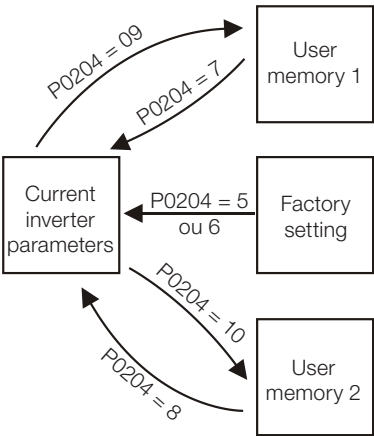 P0204 = 09
User
memory 1
P0204 = 7
Current
inverter
parameters
P0204 = 5
ou 6
Factory
setting
P0204 = 10
P0204 = 8
User
memory 2